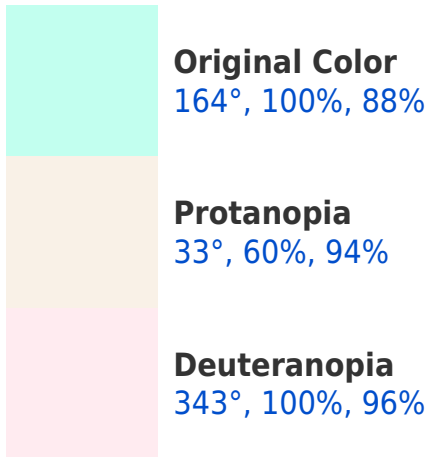 Original Color
164°, 100%, 88%
Protanopia
33°, 60%, 94%
Deuteranopia
343°, 100%, 96%